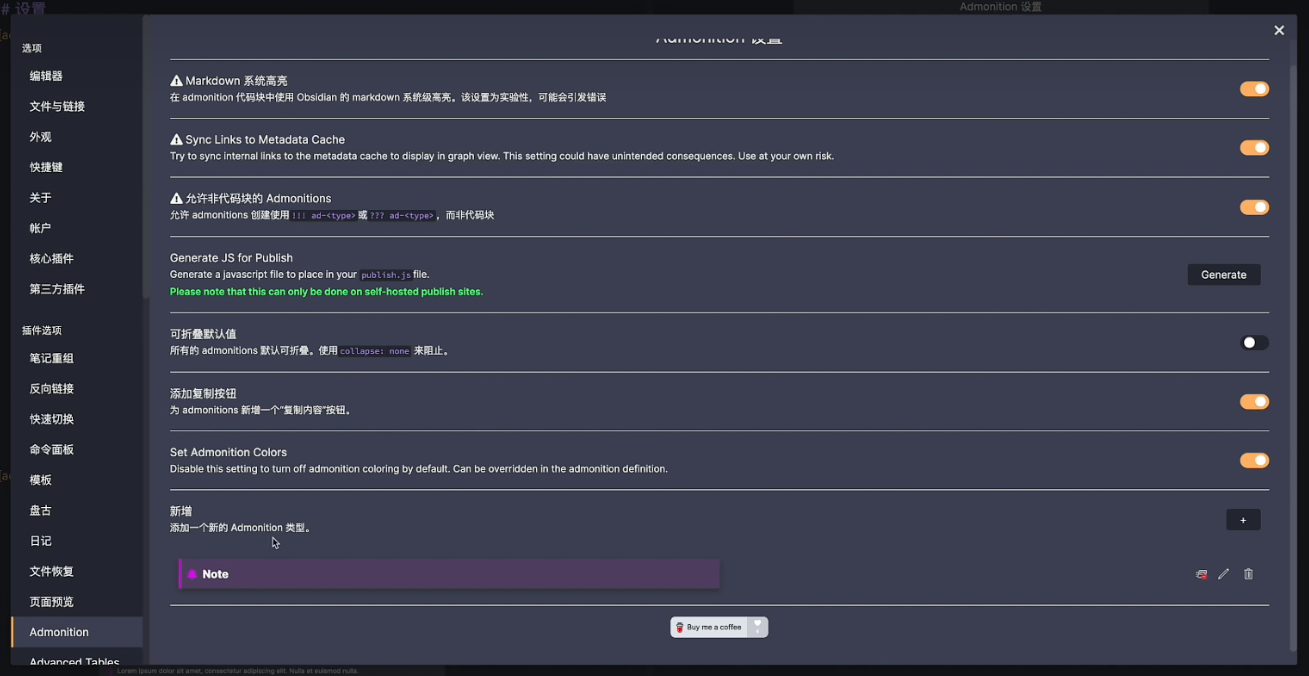 # 设置
Admonition 设置
选项
编辑器
文件与链接
外观
快捷键
关于
帐户
核心插件
第三方插件
插件选项
笔记重组
反向链接
快速切换
命令面板
模板
盘古
日记
文件恢复
页面预览
Admonition
Advanced Tables
Admonition 设置
Markdown 系统高亮
在 admonition 代码块中使用 Obsidian 的 markdown 系统级高亮。该设置为实验性，可能会引发错误
Sync Links to Metadata Cache
Try to sync internal links to the metadata cache to display in graph view. This setting could have unintended consequences. Use at your own risk.
允许非代码块的 Admonitions
允许 admonitions 创建使用 !!! ad-<type> 或 ??? ad-<type> ，而非代码块
Generate JS for Publish
Generate a javascript file to place in your publish.js file.
Please note that this can only be done on self-hosted publish sites.
Generate
可折叠默认值
所有的 admonitions 默认可折叠。使用 collapse: none 来阻止。
添加复制按钮
为 admonitions 新增一个“复制内容”按钮。
Set Admonition Colors
Disable this setting to turn off admonition coloring by default. Can be overridden in the admonition definition.
新增
添加一个新的 Admonition 类型。
+
Note
Buy me a coffee
Lorem ipsum dolor sit amet, consectetur adipiscing elit. Nulla et euismod nulla.